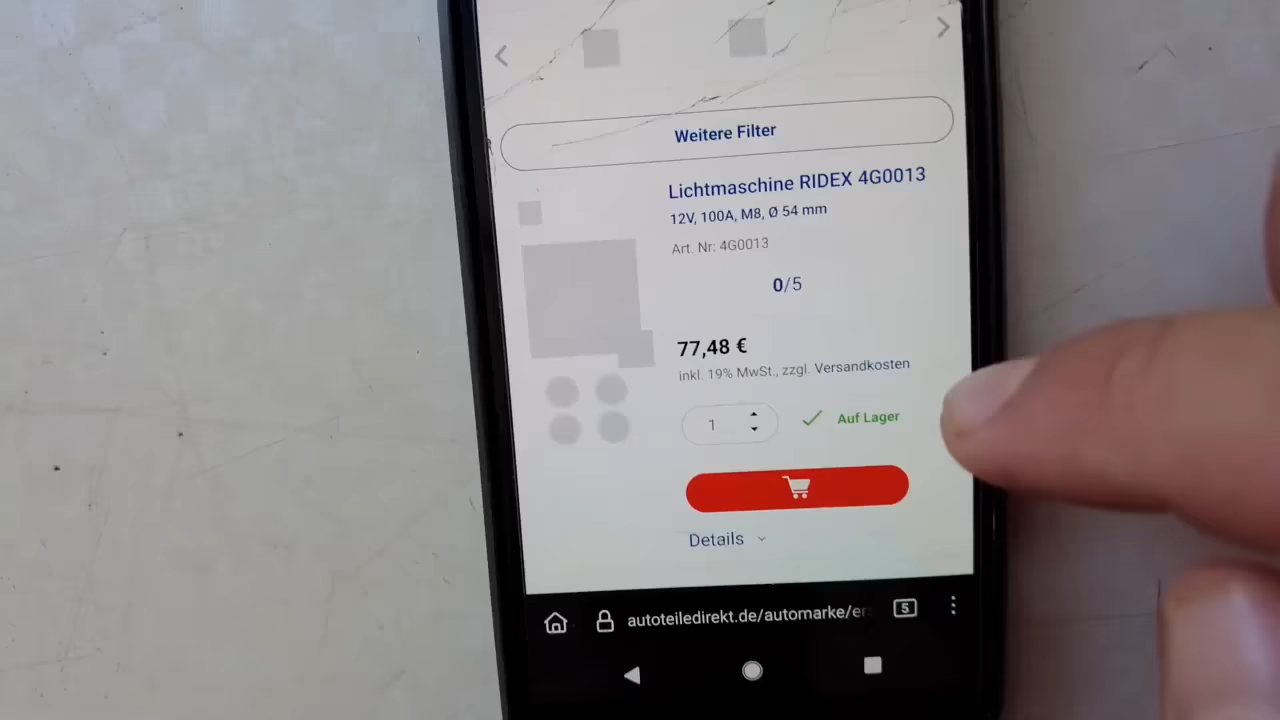 Weitere Filter
Lichtmaschine RIDEX 4G0013
12V, 100A, M8, Ø 54 mm
Art. Nr: 4G0013
0/5
77,48 €
inkl. 19% MwSt., zzgl. Versandkosten
1
Auf Lager
Details
autoteiledirekt.de/automarke/er
5